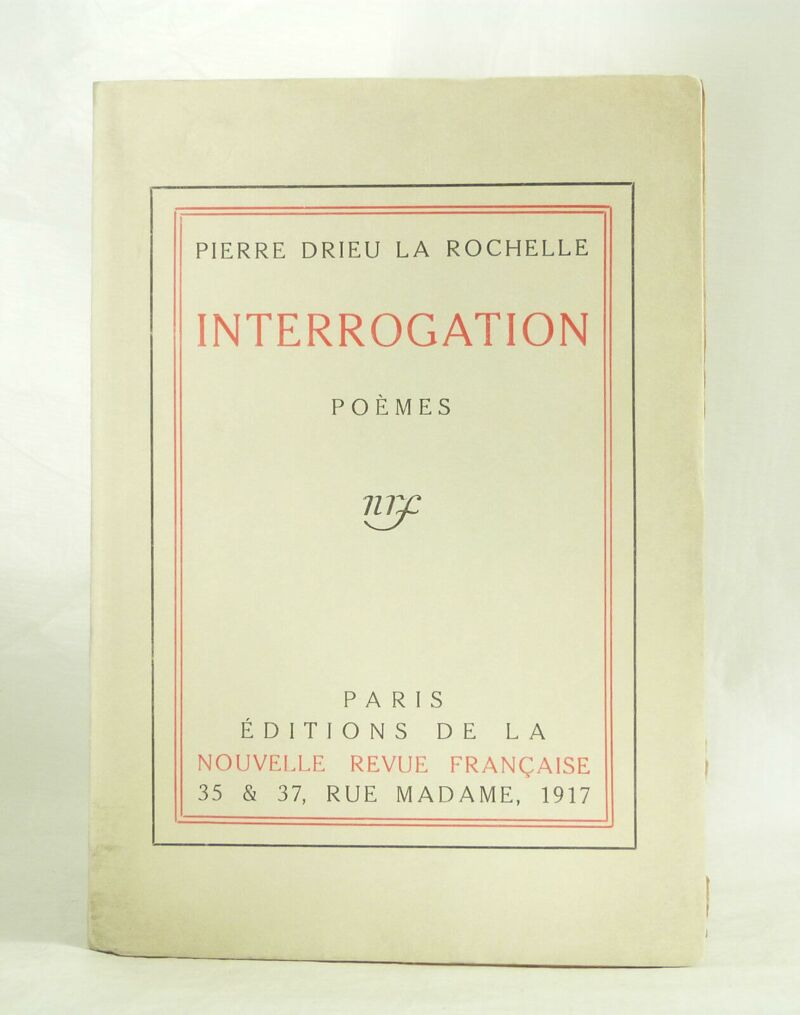 PIERRE DRIEU LA ROCHELLE
INTERROGATION
POÈMES
nrf
PARIS
ÉDITIONS DE LA
NOUVELLE REVUE FRANÇAISE
35 & 37, RUE MADAME, 1917